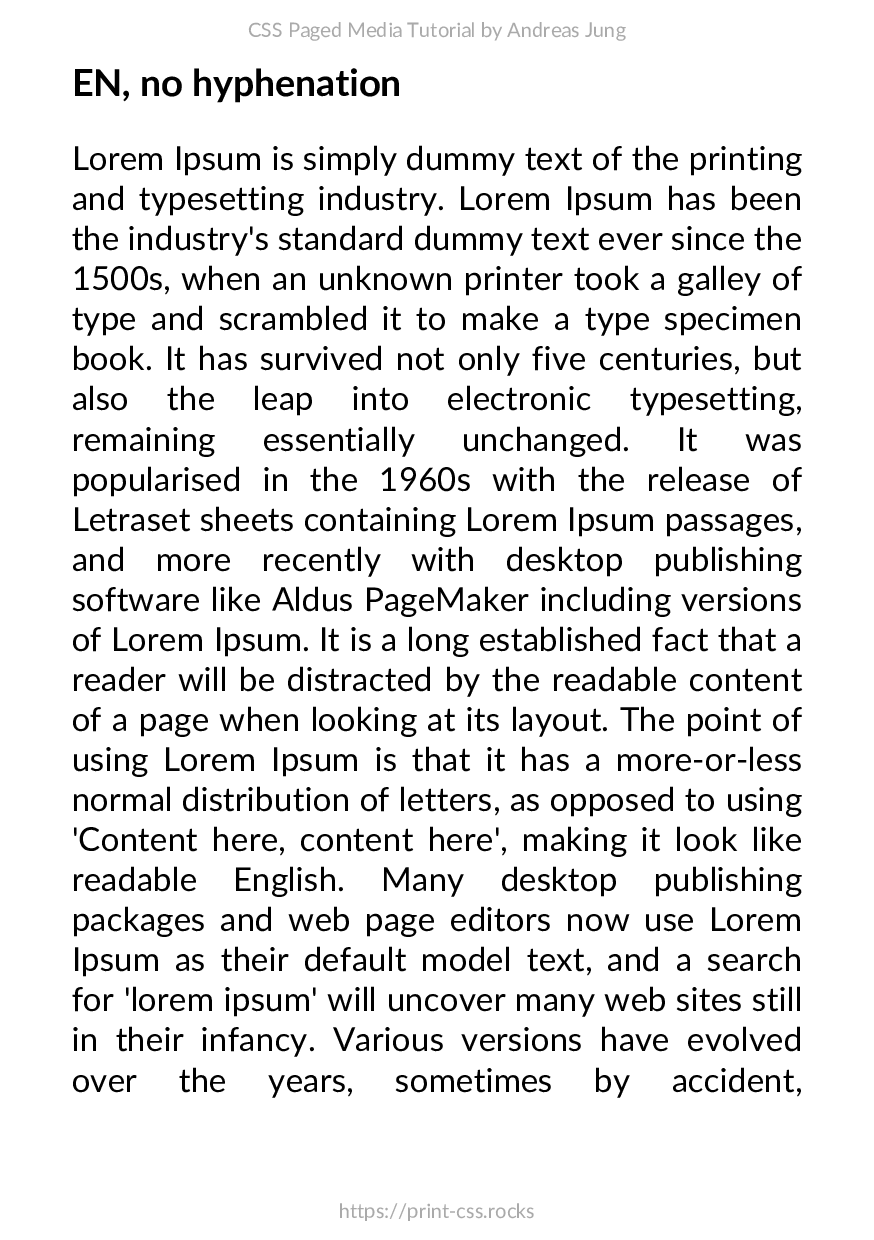 CSS Paged Media Tutorial by Andreas Jung
EN, no hyphenation
Lorem Ipsum is simply dummy text of the printing
and typesetting industry. Lorem Ipsum has been
the industry's standard dummy text ever since the
1500s, when an unknown printer took a galley of
type and scrambled it to make a type specimen
book. It has survived not only five centuries, but
also the leap into electronic typesetting,
remaining essentially unchanged. It was
popularised in the 1960s with the release of
Letraset sheets containing Lorem Ipsum passages,
and more recently with desktop publishing
software like Aldus PageMaker including versions
of Lorem Ipsum. It is a long established fact that a
reader will be distracted by the readable content
of a page when looking at its layout. The point of
using Lorem Ipsum is that it has a more-or-less
normal distribution of letters, as opposed to using
'Content here, content here', making it look like
readable English. Many desktop publishing
packages and web page editors now use Lorem
Ipsum as their default model text, and a search
for 'lorem ipsum' will uncover many web sites still
in their infancy. Various versions have evolved
over the years, sometimes by accident,
https://print-css.rocks